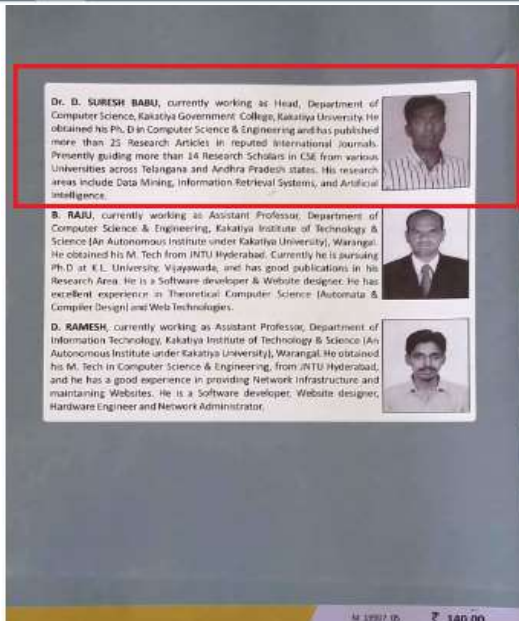 Dr. D. SURESH BABU, currently working as Head, Department of
Computer Science, Kakatiya Government College, Kakatiya University. He
obtained his Ph. D in Computer Science & Engineering and has published
more than 25 Research Articles in reputed International Journals.
Presently guiding more than 14 Research Scholars in CSE from various
Universities across Telangana and Andhra Pradesh states. His research
areas include Data Mining, Information Retrieval Systems, and Artificial
Intelligence.
B. RAJU, currently working as Assistant Professor, Department of
Computer Science & Engineering, Kakatiya Institute of Technology &
Science (An Autonomous Institute under Kakatiya University), Warangal.
He obtained his M. Tech from JNTU Hyderabad. Currently he is pursuing
Ph.D at K.L. University, Vijayawada, and has good publications in his
Research Area. He is a Software developer & Website designer. He has
excellent experience in Theoretical Computer Science (Automata &
Compiler Design) and Web Technologies.
D. RAMESH, currently working as Assistant Professor, Department of
Information Technology, Kakatiya Institute of Technology & Science (An
Autonomous Institute under Kakatiya University), Warangal. He obtained
his M. Tech in Computer Science & Engineering, from JNTU Hyderabad,
and he has a good experience in providing Network Infrastructure and
maintaining Websites. He is a Software developer, Website designer,
Hardware Engineer and Network Administrator.
₹ 140.00